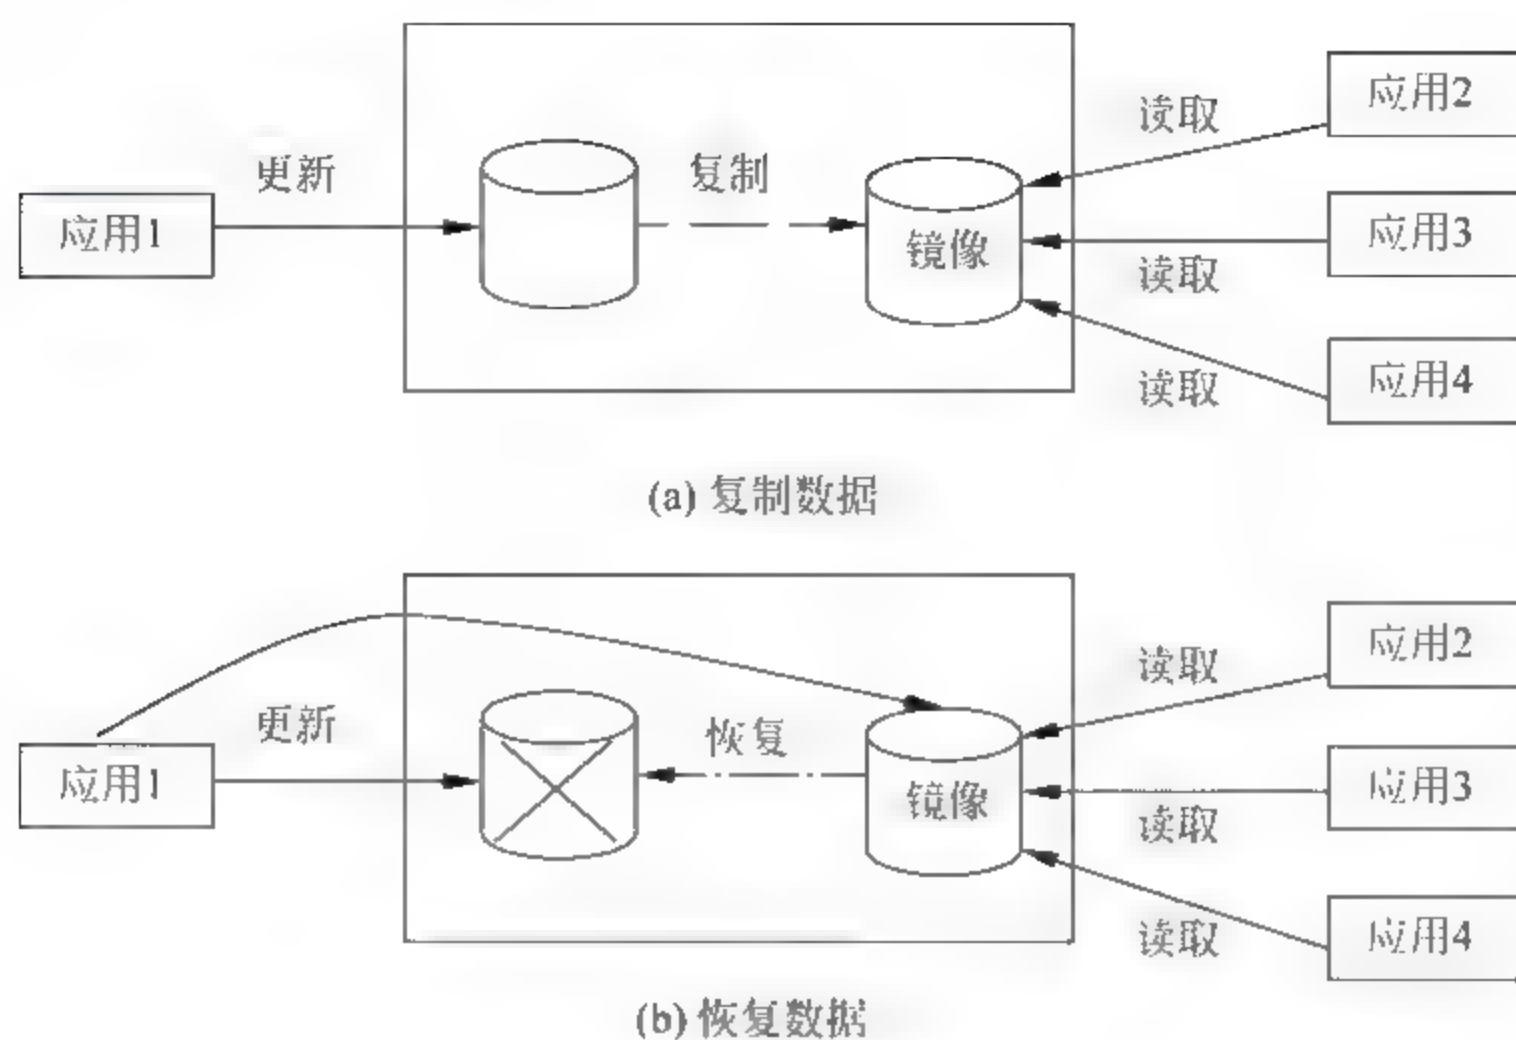 应用2
读取
更新
复制
应用1
镜像
应用3
读取
读取
应用4
(a) 复制数据
应用2
读取
更新
恢复
应用1
镜像
应用3
读取
读取
应用4
(b) 恢复数据